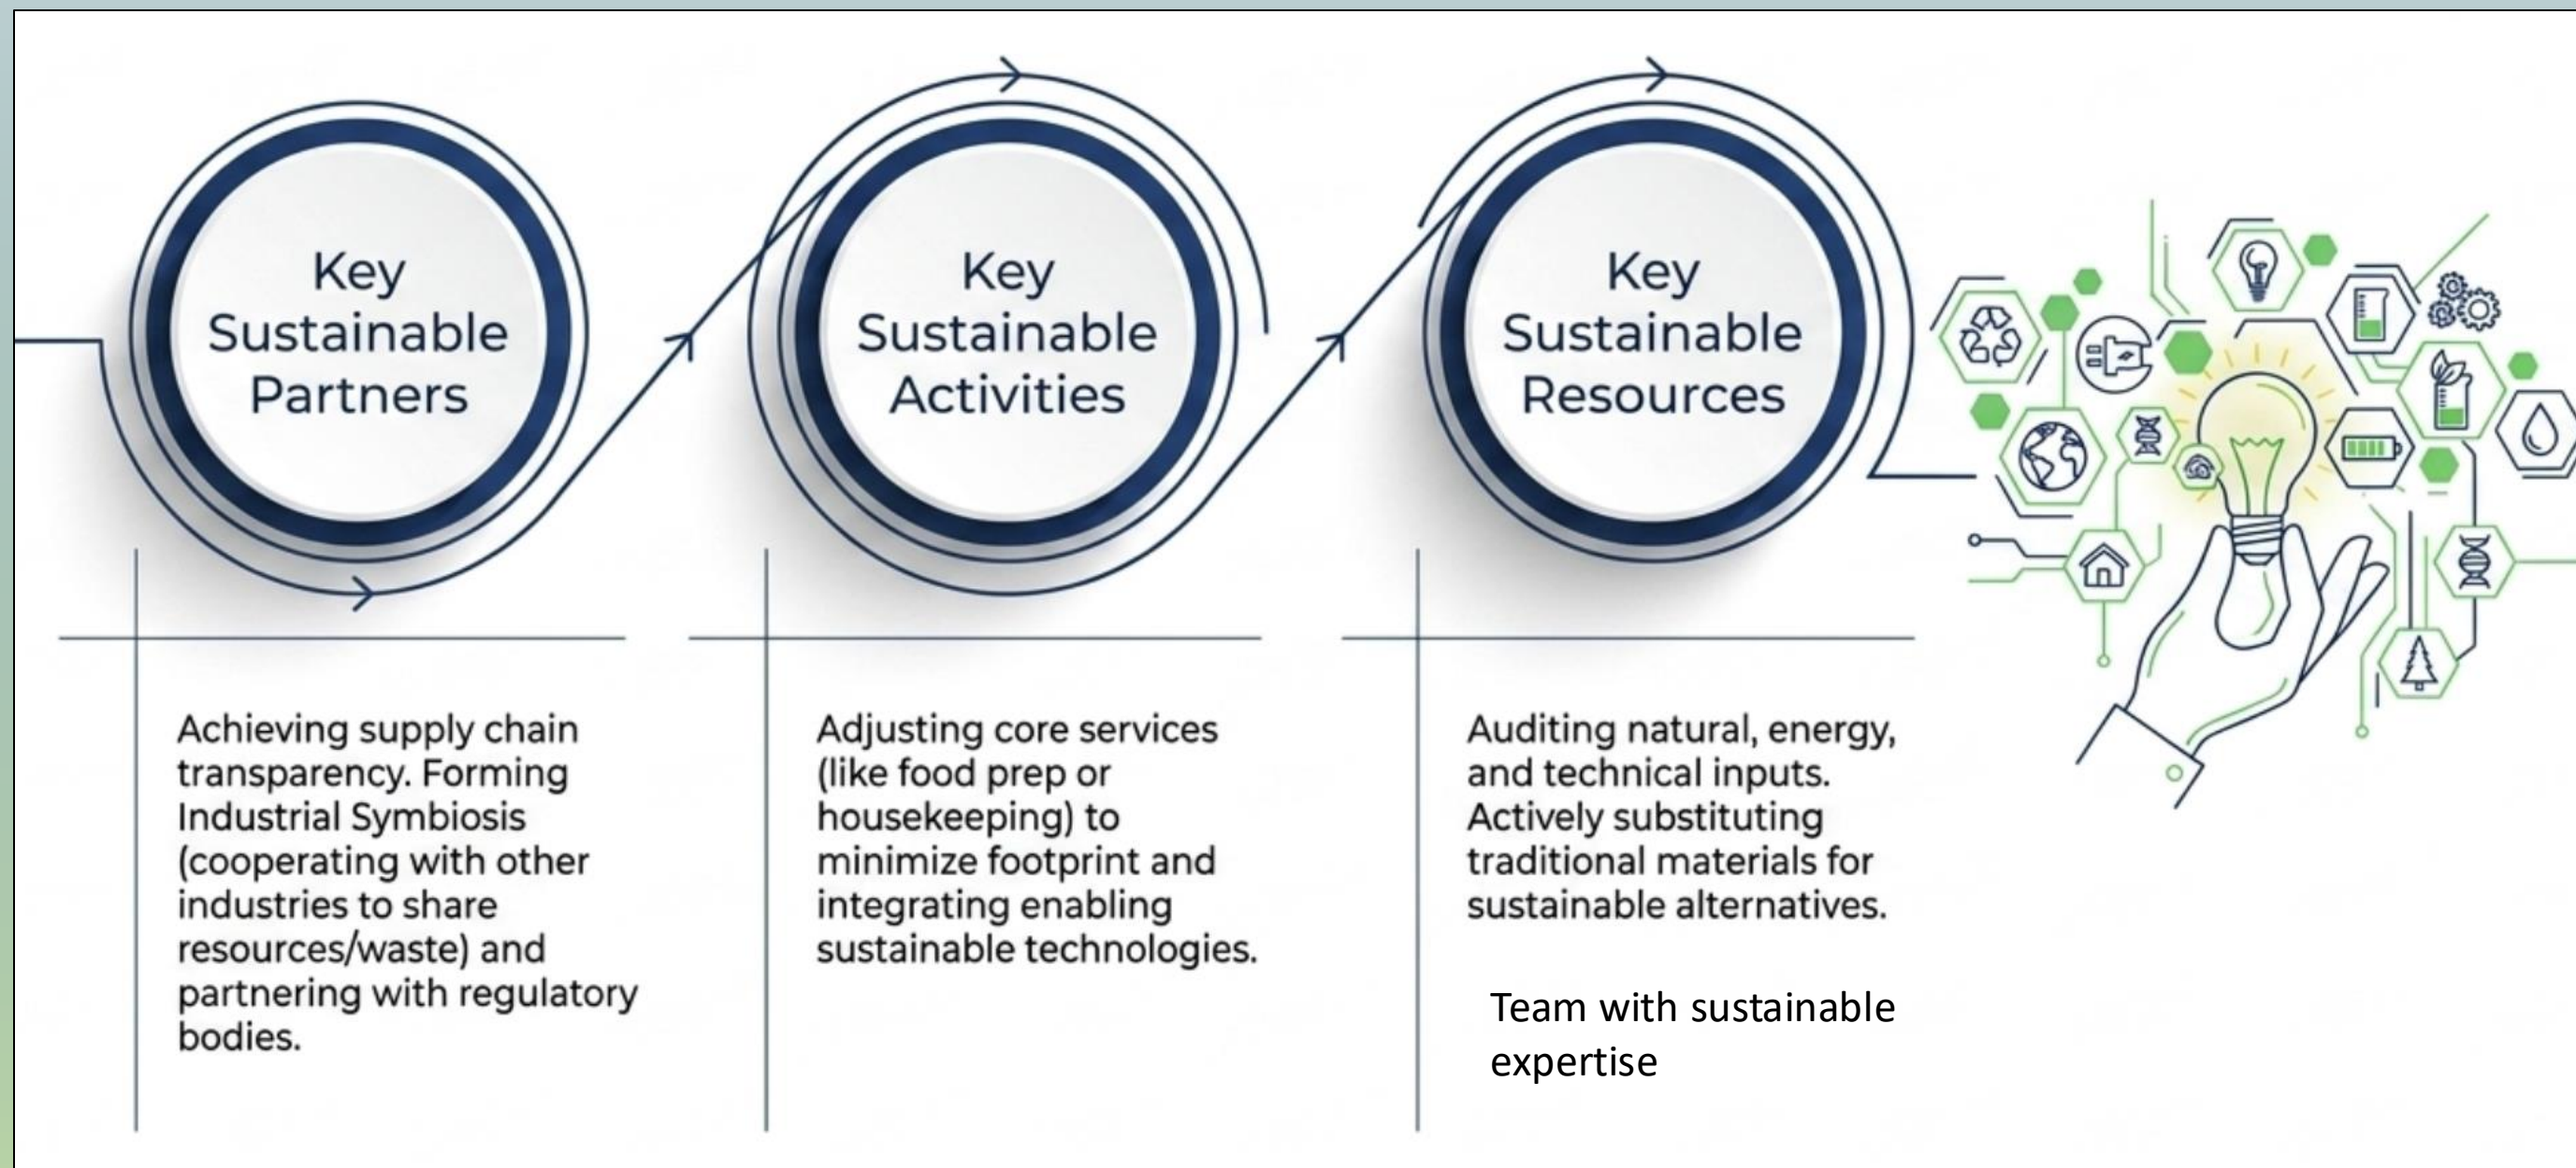 Key
Sustainable
Partners
Key
Sustainable
Activities
Key
Sustainable
Resources
Achieving supply chain
transparency. Forming
Industrial Symbiosis
(cooperating with other
industries to share
resources/waste) and
partnering with regulatory
bodies.
Adjusting core services
(like food prep or
housekeeping) to
minimize footprint and
integrating enabling
sustainable technologies.
Auditing natural, energy,
and technical inputs.
Actively substituting
traditional materials for
sustainable alternatives.
Team with sustainable
expertise